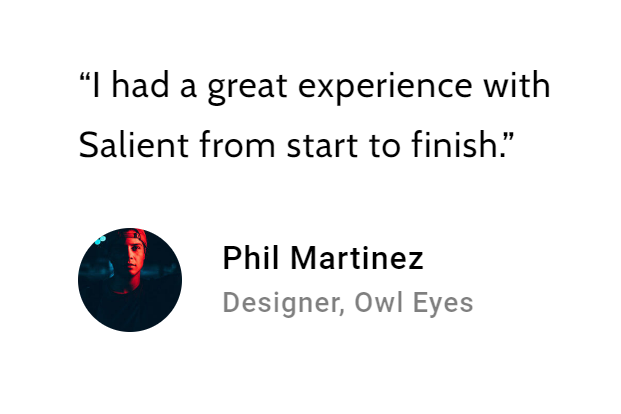 “I had a great experience with
Salient from start to finish.”
Phil Martinez
Designer, Owl Eyes